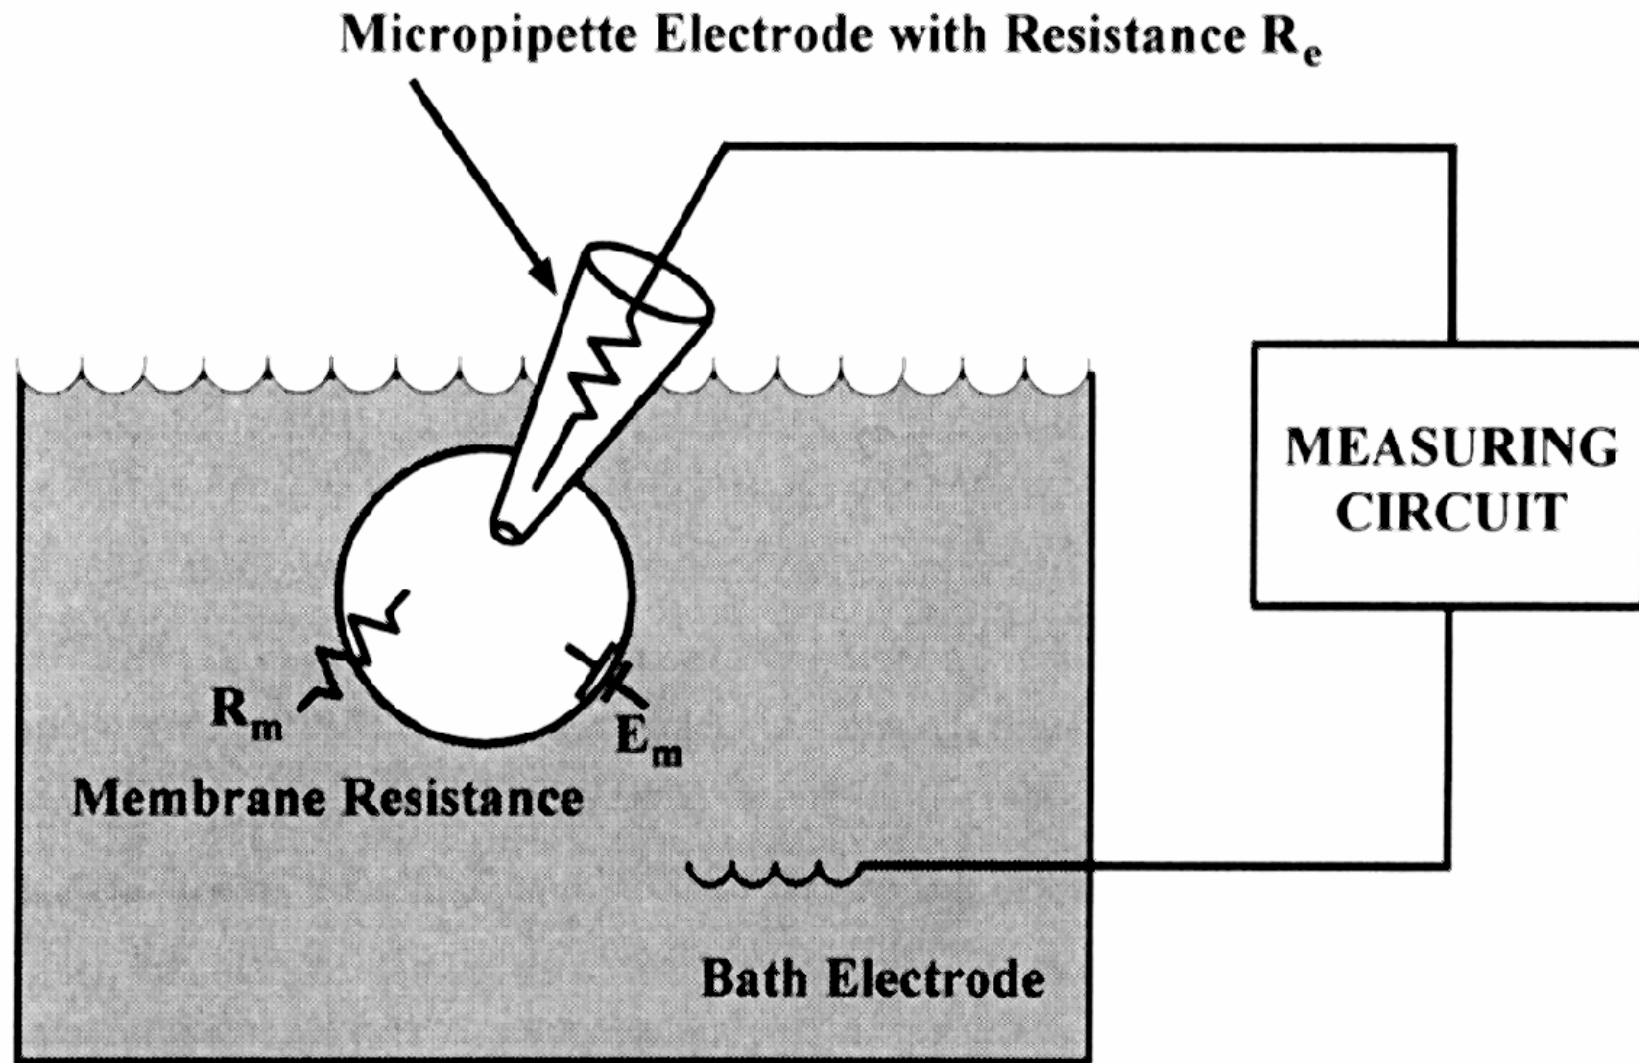 Micropipette Electrode with Resistance Re
MEASURING
CIRCUIT
Rm
Em
Membrane Resistance
Bath Electrode